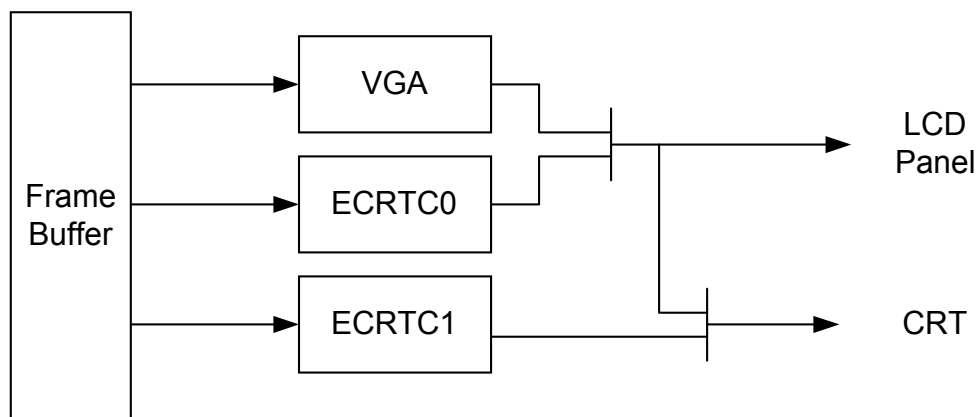 Frame
Buffer
VGA
ECRTC0
ECRTC1
LCD
Panel
CRT